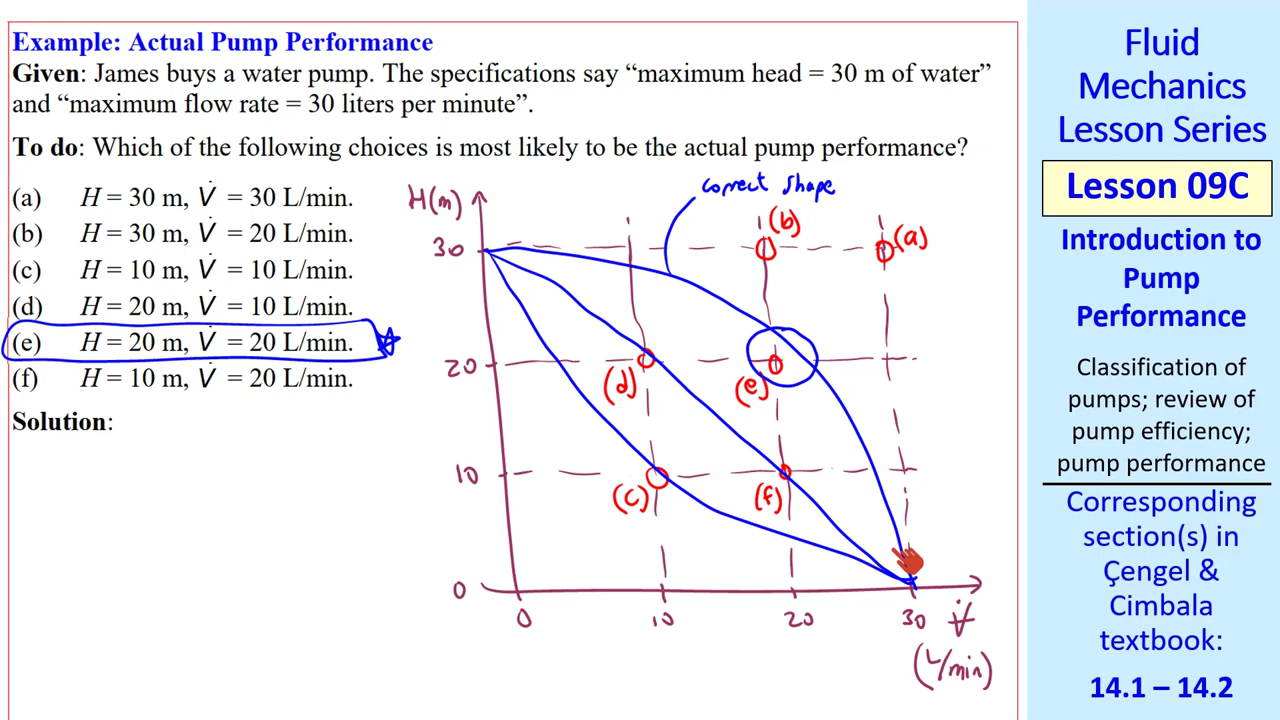 Example: Actual Pump Performance
Given: James buys a water pump. The specifications say “maximum head = 30 m of water”
and “maximum flow rate = 30 liters per minute”.
To do: Which of the following choices is most likely to be the actual pump performance?
(a) H = 30 m, V̇ = 30 L/min.
(b) H = 30 m, V̇ = 20 L/min.
(c) H = 10 m, V̇ = 10 L/min.
(d) H = 20 m, V̇ = 10 L/min.
(e) H = 20 m, V̇ = 20 L/min.
(f) H = 10 m, V̇ = 20 L/min.
Solution:
correct shape
H(m)
30
20
10
0
(b)
(a)
(d)
(e)
(c)
(f)
0 10 20 30 V̇
(L/min)
Fluid
Mechanics
Lesson Series
Lesson 09C
Introduction to
Pump
Performance
Classification of
pumps; review of
pump efficiency;
pump performance
Corresponding
section(s) in
Çengel &
Cimbala
textbook:
14.1 – 14.2